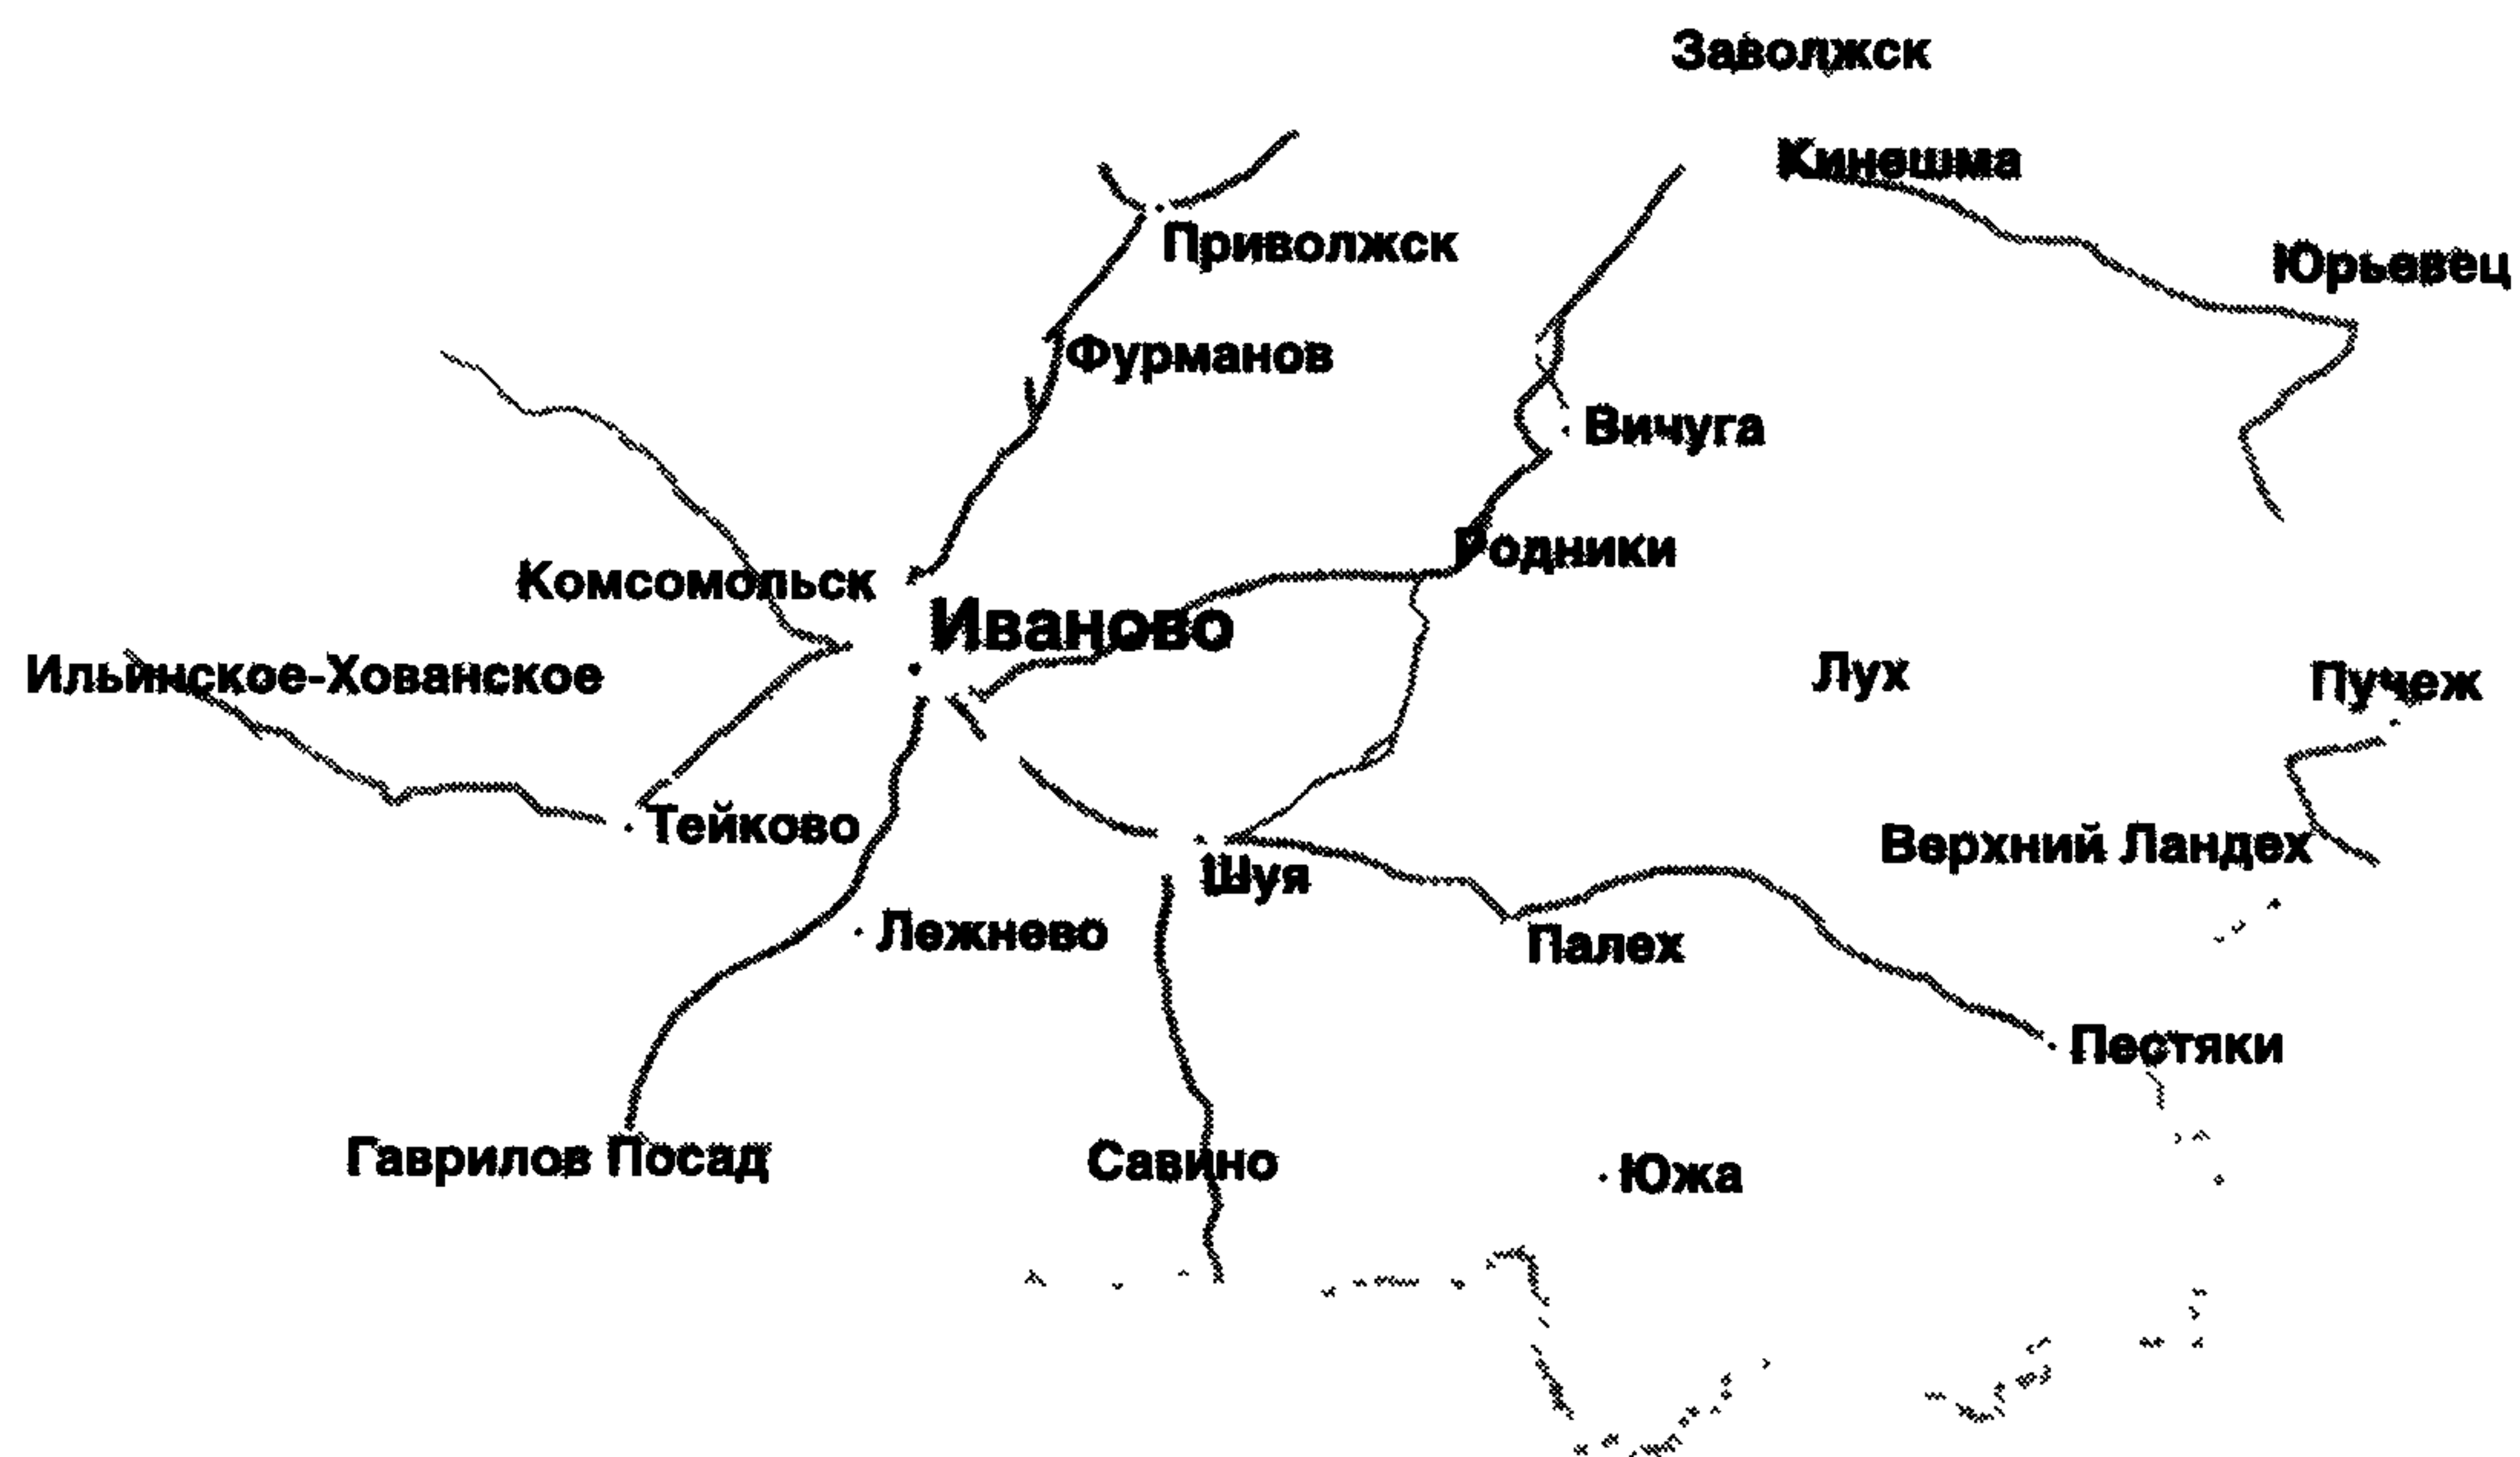 Заволжск
Кинешма
Приволжск
Юрьевец
Фурманов
Вичуга
Родники
Комсомольск
Иваново
Ильинское-Хованское
Лух
Пучеж
Тейково
Верхний Ландех
Шуя
Лежнево
Палех
Пестяки
Гаврилов Посад
Савино
Южа